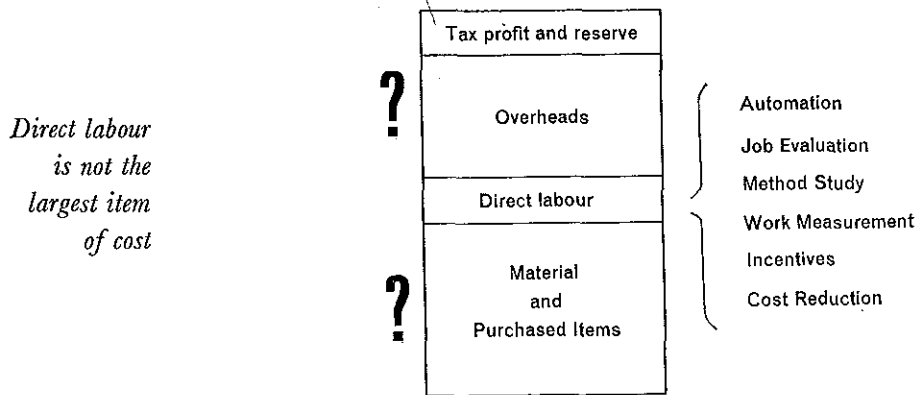 Direct labour
is not the
largest item
of cost
Tax profit and reserve
?
Overheads
Direct labour
?
Material
and
Purchased Items
Automation
Job Evaluation
Method Study
Work Measurement
Incentives
Cost Reduction